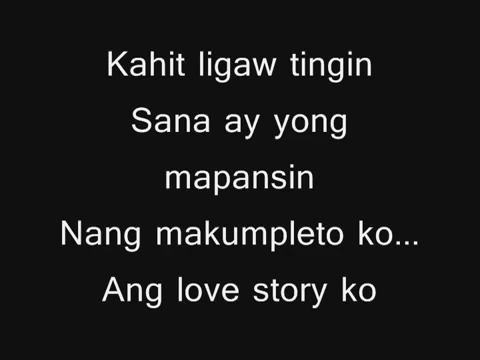 Kahit ligaw tingin
Sana ay yong
mapansin
Nang makumpleto ko...
Ang love story ko